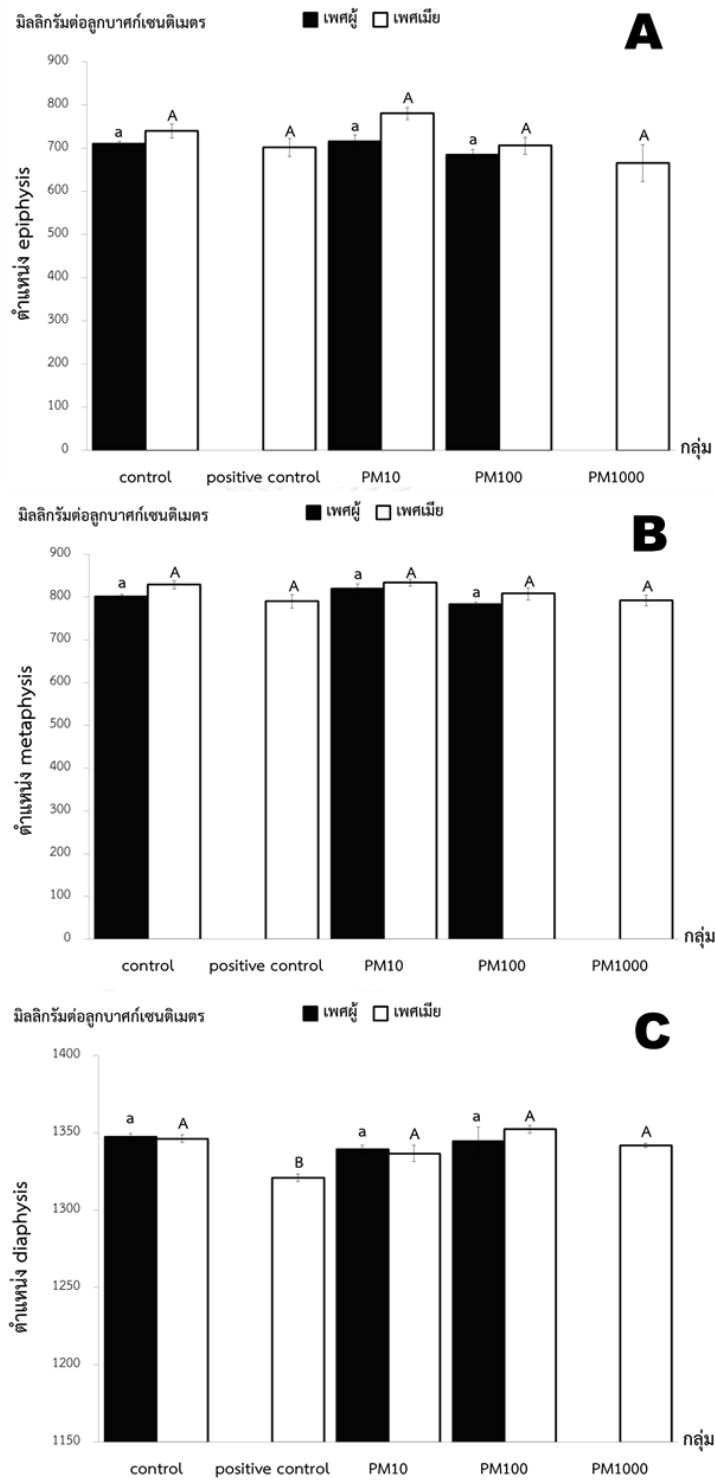 มิลลิกรัมต่อลูกบาศก์เซนติเมตร
เพศผู้ เพศเมีย
A
ตำแหน่ง epiphysis
900
800
700
600
500
400
300
200
100
0
a A A a A a A A
control positive control PM10 PM100 PM1000
กลุ่ม
มิลลิกรัมต่อลูกบาศก์เซนติเมตร
เพศผู้ เพศเมีย
B
ตำแหน่ง metaphysis
900
800
700
600
500
400
300
200
100
0
a A A a A a A A
control positive control PM10 PM100 PM1000
กลุ่ม
มิลลิกรัมต่อลูกบาศก์เซนติเมตร
เพศผู้ เพศเมีย
C
ตำแหน่ง diaphysis
1400
1350
1300
1250
1200
1150
a A B a A a A A
control positive control PM10 PM100 PM1000
กลุ่ม